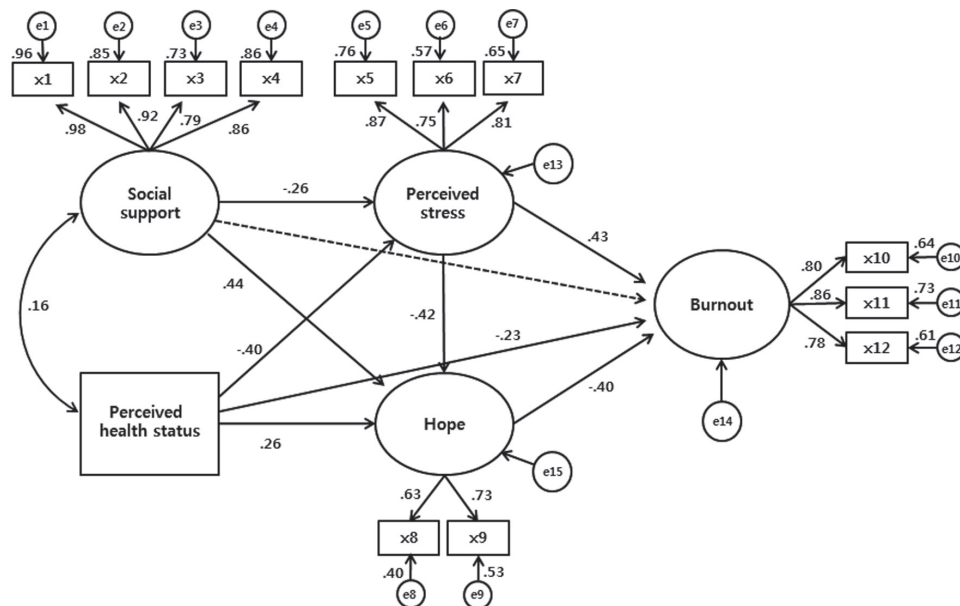 e1 e2 e3 e4 e5 e6 e7
.96 .85 .73 .86 .76 .57 .65
x1 x2 x3 x4 x5 x6 x7
.98 .92 .79 .86 .87 .75 .81
e13
Social
support
-.26
Perceived
stress
.43
.64
x10
e10
.80
.44
.16
-.42
Burnout
.86
x11
.73
e11
-.40
-.23
.78
x12
.61
e12
-.40
Perceived
health status
.26
Hope
e14
e15
.63 .73
x8 x9
.40 .53
e8 e9